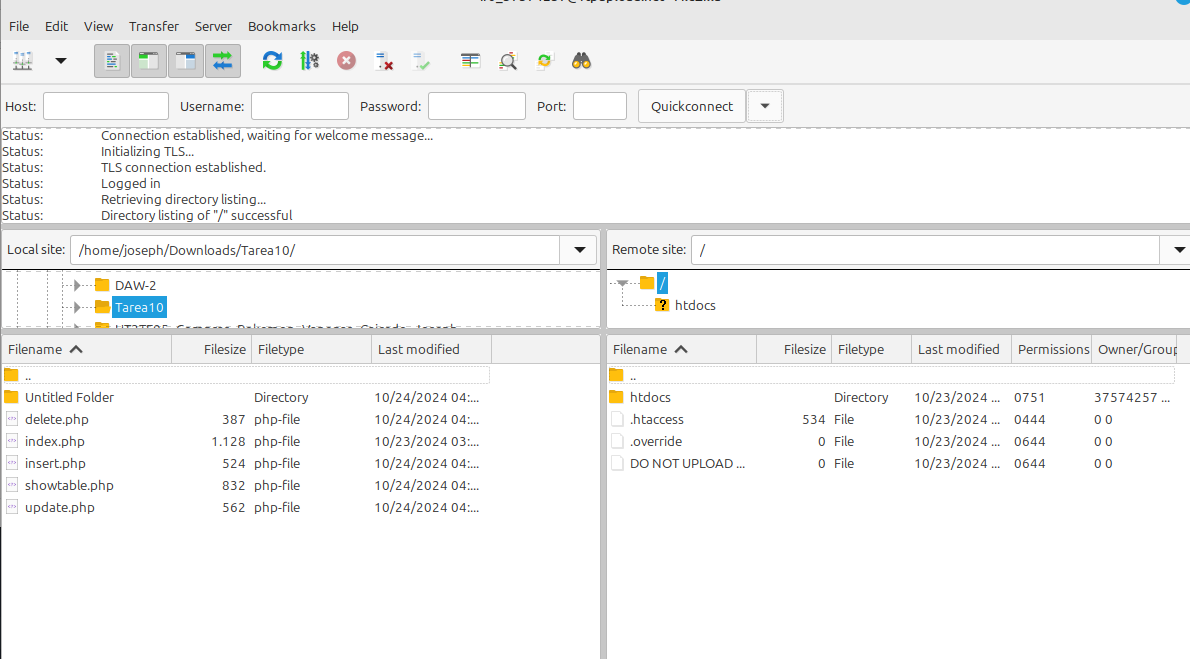 File Edit View Transfer Server Bookmarks Help
Host: Username: Password: Port: Quickconnect
Status: Connection established, waiting for welcome message...
Status: Initializing TLS...
Status: TLS connection established.
Status: Logged in
Status: Retrieving directory listing...
Status: Directory listing of "/" successful
Local site: /home/joseph/Downloads/Tarea10/
DAW-2
Tarea10
Filename Filesize Filetype Last modified
..
Untitled Folder Directory 10/24/2024 04:...
delete.php 387 php-file 10/24/2024 04:...
index.php 1.128 php-file 10/23/2024 03:...
insert.php 524 php-file 10/24/2024 04:...
showtable.php 832 php-file 10/24/2024 04:...
update.php 562 php-file 10/24/2024 04:...
Remote site: /
/
? htdocs
Filename Filesize Filetype Last modified Permissions Owner/Group
..
htdocs Directory 10/23/2024 ... 0751 37574257 ...
.htaccess 534 File 10/23/2024 ... 0444 0 0
.override 0 File 10/23/2024 ... 0644 0 0
DO NOT UPLOAD ... 0 File 10/23/2024 ... 0644 0 0